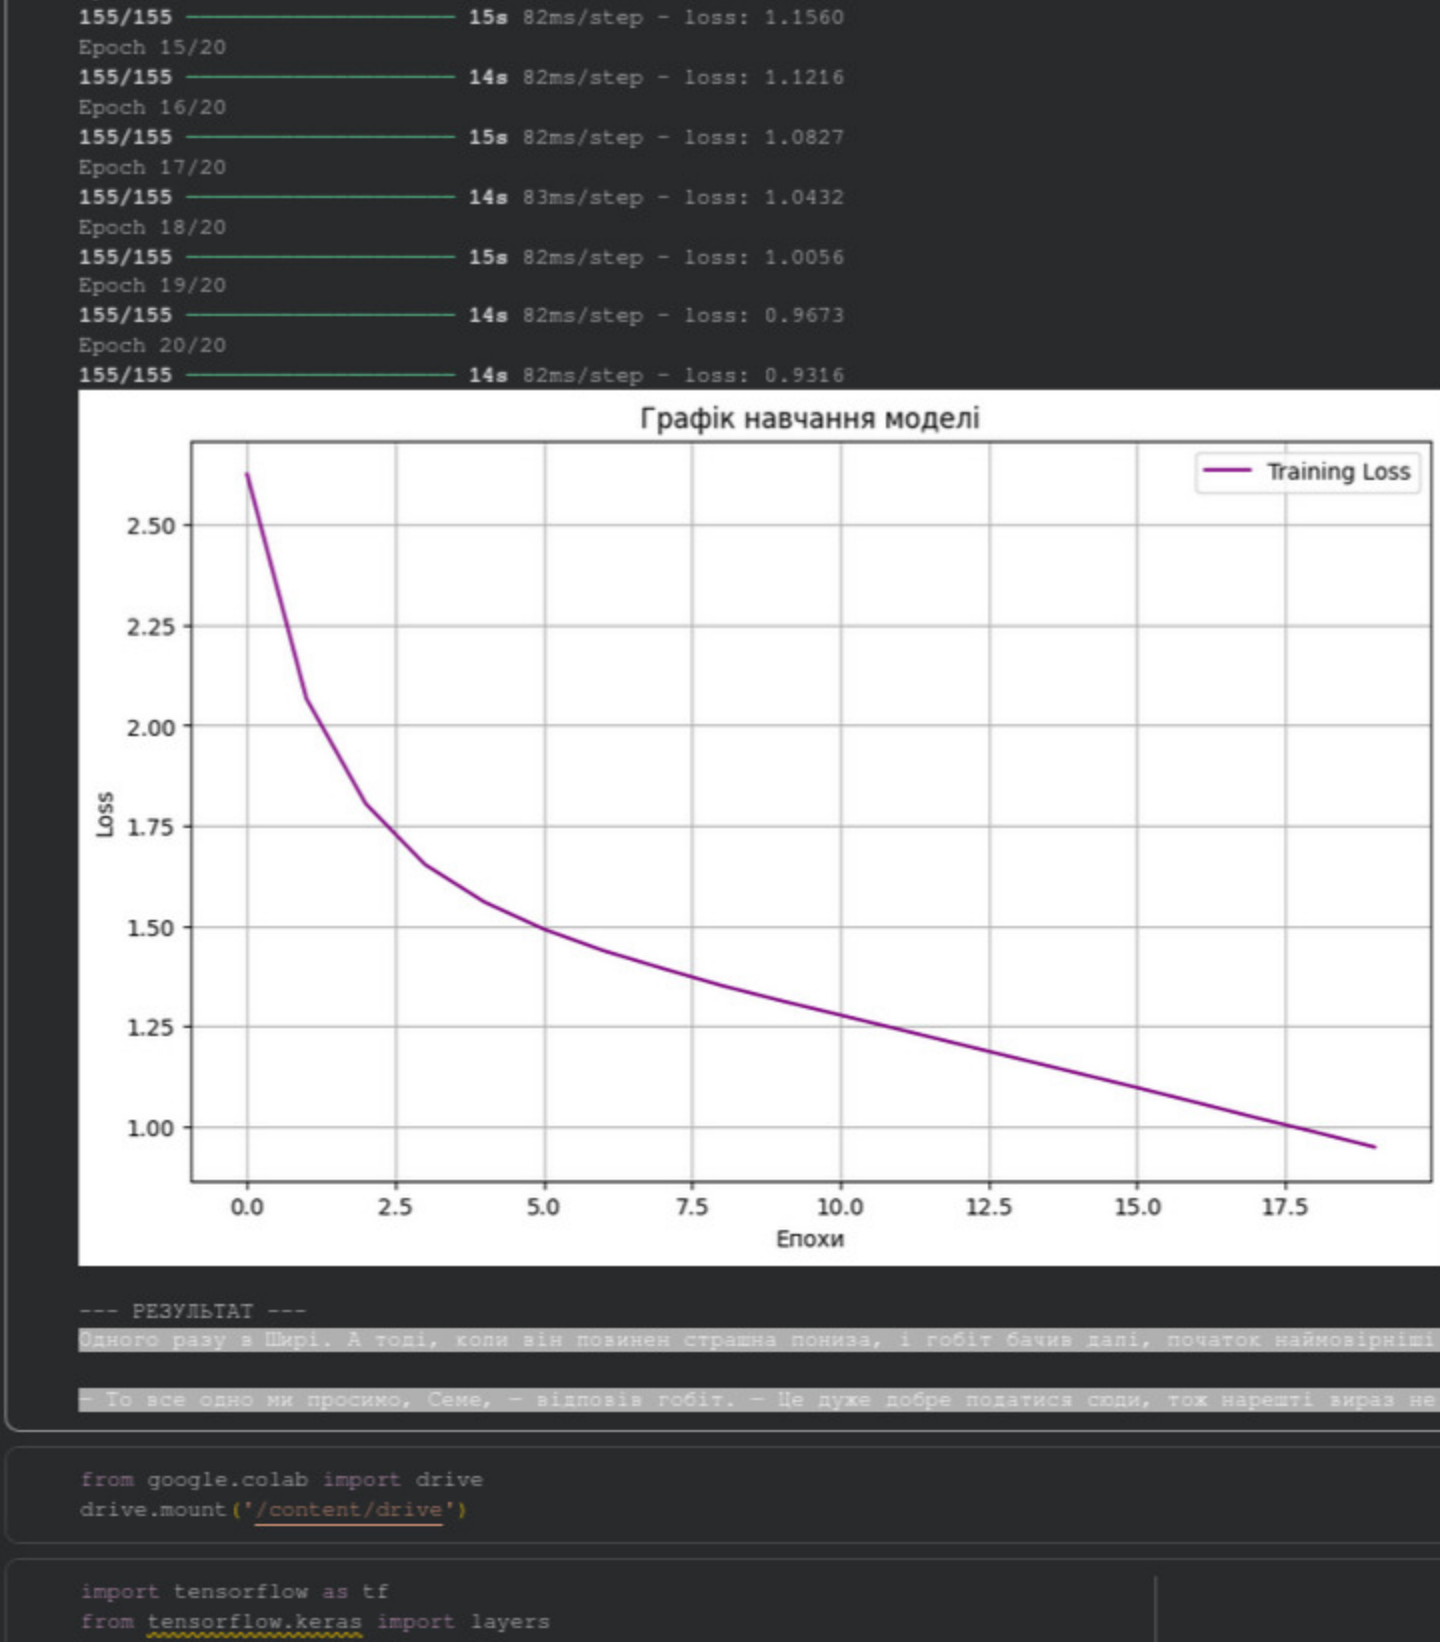 155/155 ━━━━━━━━━━━━━━━━━━━━ 15s 82ms/step - loss: 1.1560
Epoch 15/20
155/155 ━━━━━━━━━━━━━━━━━━━━ 14s 82ms/step - loss: 1.1216
Epoch 16/20
155/155 ━━━━━━━━━━━━━━━━━━━━ 15s 82ms/step - loss: 1.0827
Epoch 17/20
155/155 ━━━━━━━━━━━━━━━━━━━━ 14s 83ms/step - loss: 1.0432
Epoch 18/20
155/155 ━━━━━━━━━━━━━━━━━━━━ 15s 82ms/step - loss: 1.0056
Epoch 19/20
155/155 ━━━━━━━━━━━━━━━━━━━━ 14s 82ms/step - loss: 0.9673
Epoch 20/20
155/155 ━━━━━━━━━━━━━━━━━━━━ 14s 82ms/step - loss: 0.9316
Графік навчання моделі
Training Loss
2.50
2.25
2.00
1.75
1.50
1.25
1.00
Loss
0.0 2.5 5.0 7.5 10.0 12.5 15.0 17.5
Епохи
--- РЕЗУЛЬТАТ ---
Одного разу в Ширі. А тоді, коли він повинен страшна пониза, і гобіт бачив далі, початок наймовірніші
— То все одно ми просимо, Семе, — відповів гобіт. — Це дуже добре податися сюди, тож нарешті вираз не
from google.colab import drive
drive.mount('/content/drive')
import tensorflow as tf
from tensorflow.keras import layers